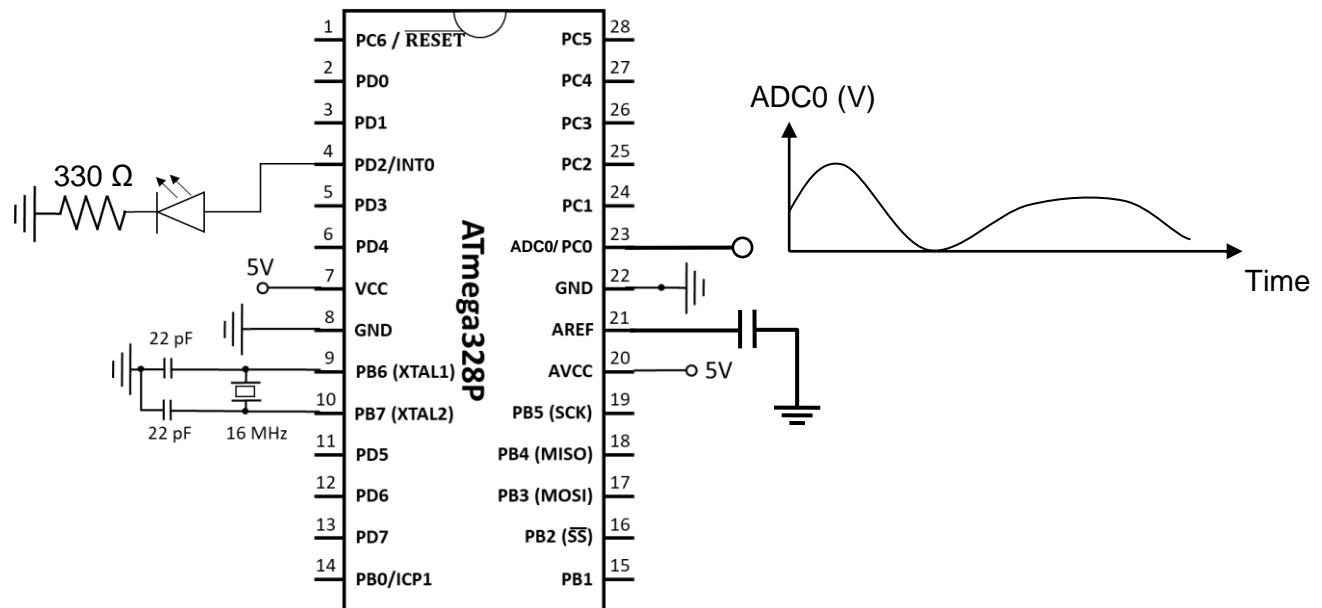 1 PC6 / RESET
2 PD0
3 PD1
4 PD2/INT0
5 PD3
6 PD4
7 VCC
8 GND
9 PB6 (XTAL1)
10 PB7 (XTAL2)
11 PD5
12 PD6
13 PD7
14 PB0/ICP1
330 Ω
5V
22 pF
22 pF
16 MHz
ATmega328P
PC5 28
PC4 27
PC3 26
PC2 25
PC1 24
ADC0/PC0 23
GND 22
AREF 21
AVCC 20
PB5 (SCK) 19
PB4 (MISO) 18
PB3 (MOSI) 17
PB2 (SS) 16
PB1 15
5V
ADC0 (V)
Time